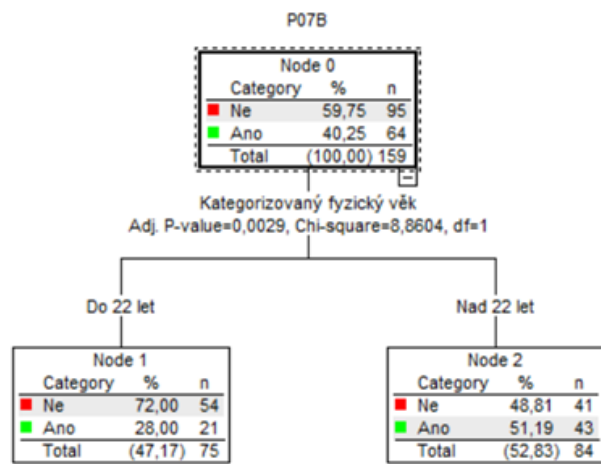 P07B
Node 0
Category % n
Ne 59,75 95
Ano 40,25 64
Total (100,00) 159
Kategorizovaný fyzický věk
Adj. P-value=0,0029, Chi-square=8,8604, df=1
Do 22 let
Nad 22 let
Node 1
Category % n
Ne 72,00 54
Ano 28,00 21
Total (47,17) 75
Node 2
Category % n
Ne 48,81 41
Ano 51,19 43
Total (52,83) 84